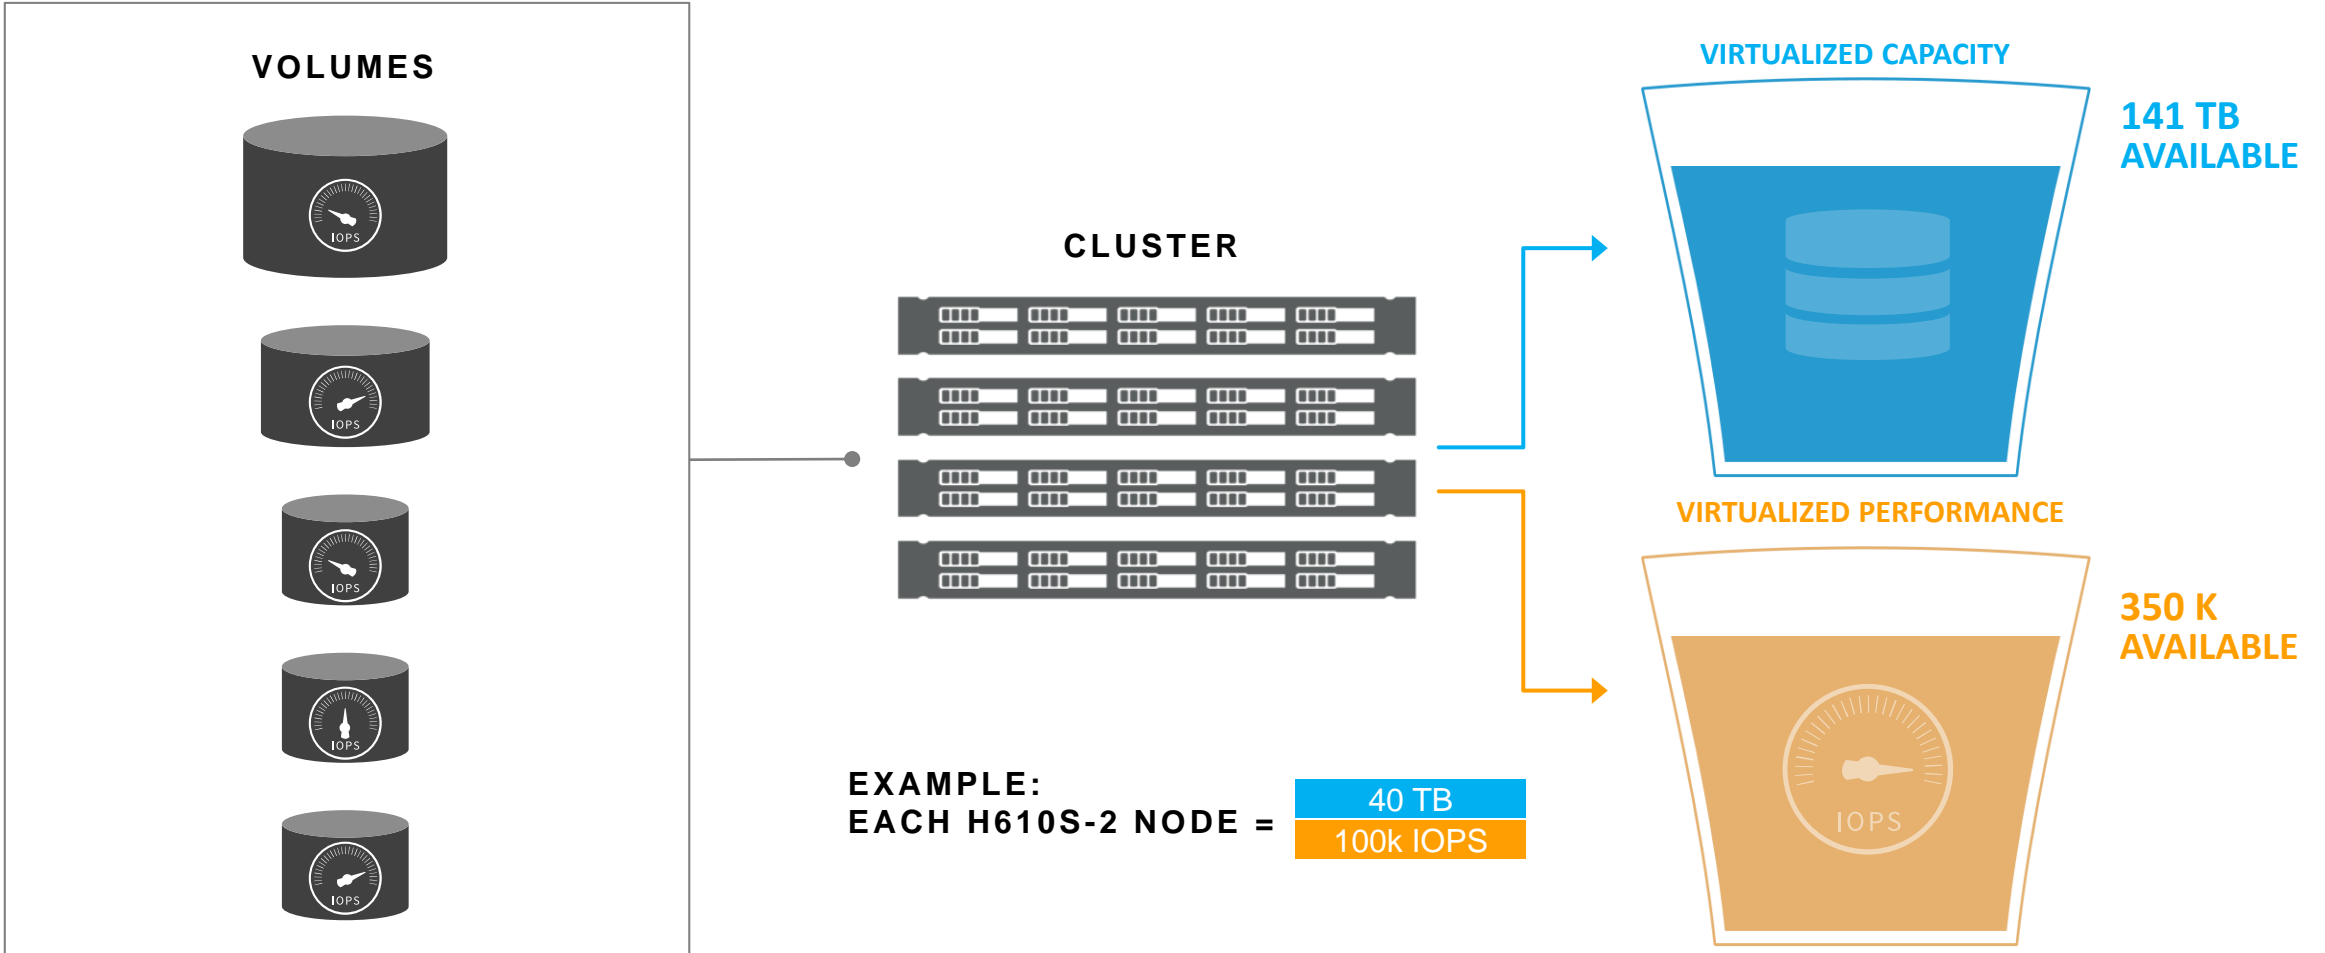 VOLUMES
IOPS
IOPS
IOPS
IOPS
IOPS
CLUSTER
EXAMPLE:
EACH H610S-2 NODE =
40 TB
100k IOPS
VIRTUALIZED CAPACITY
141 TB
AVAILABLE
VIRTUALIZED PERFORMANCE
350 K
AVAILABLE
IOPS